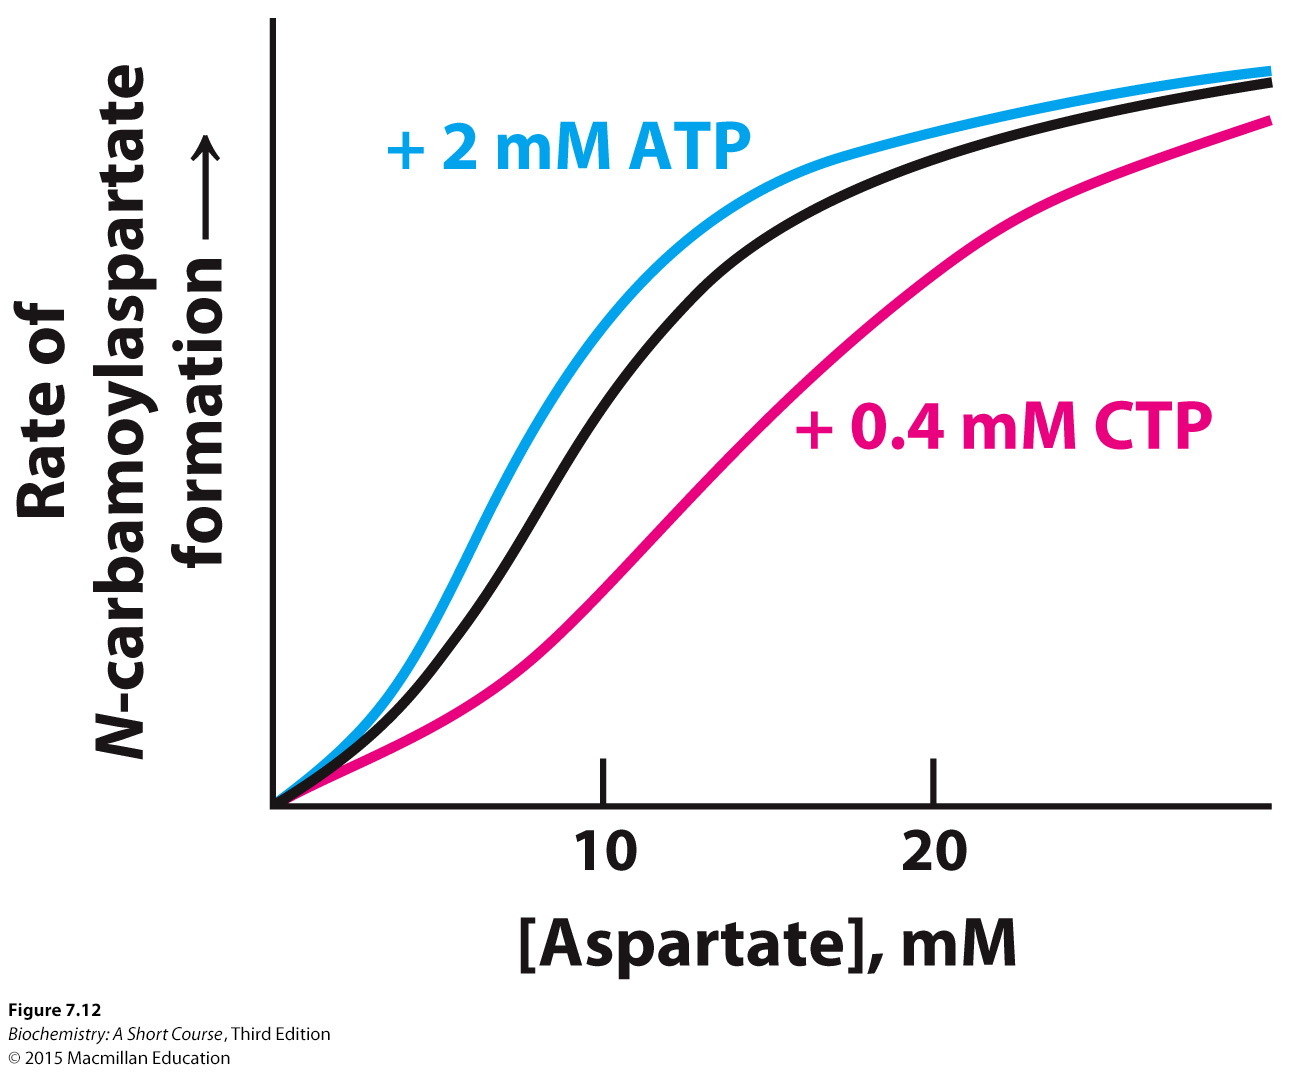 Rate of
N-carbamoylaspartate
formation →
+ 2 mM ATP
+ 0.4 mM CTP
10
20
[Aspartate], mM
Figure 7.12
Biochemistry: A Short Course, Third Edition
© 2015 Macmillan Education